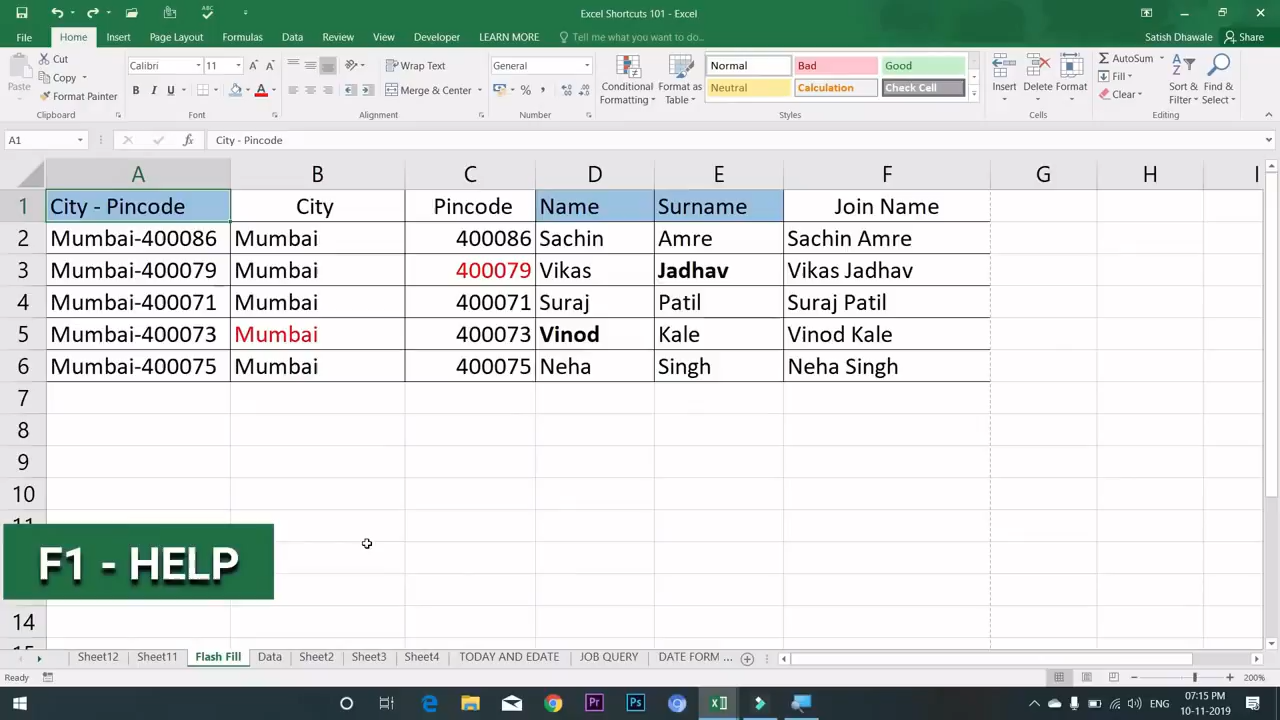 Excel Shortcuts 101 - Excel
File Home Insert Page Layout Formulas Data Review View Developer LEARN MORE Tell me what you want to do... Satish Dhawale Share
Paste Cut Copy Format Painter Clipboard
Calibri 11 B I U A Font
Wrap Text Merge & Center Alignment
General % Number
Conditional Formatting Format as Table
Normal Bad Good
Neutral Calculation Check Cell
Styles
Insert Delete Format Cells
AutoSum Fill Clear Sort & Filter Find & Select Editing
A1 fx City - Pincode
A B C D E F G H I
1 City - Pincode City Pincode Name Surname Join Name
2 Mumbai-400086 Mumbai 400086 Sachin Amre Sachin Amre
3 Mumbai-400079 Mumbai 400079 Vikas Jadhav Vikas Jadhav
4 Mumbai-400071 Mumbai 400071 Suraj Patil Suraj Patil
5 Mumbai-400073 Mumbai 400073 Vinod Kale Vinod Kale
6 Mumbai-400075 Mumbai 400075 Neha Singh Neha Singh
7
8
9
10
11
F1 - HELP
14
Sheet12 Sheet11 Flash Fill Data Sheet2 Sheet3 Sheet4 TODAY AND EDATE JOB QUERY DATE FORM ...
Ready 200%
Pr Ps ENG 07:15 PM
10-11-2019